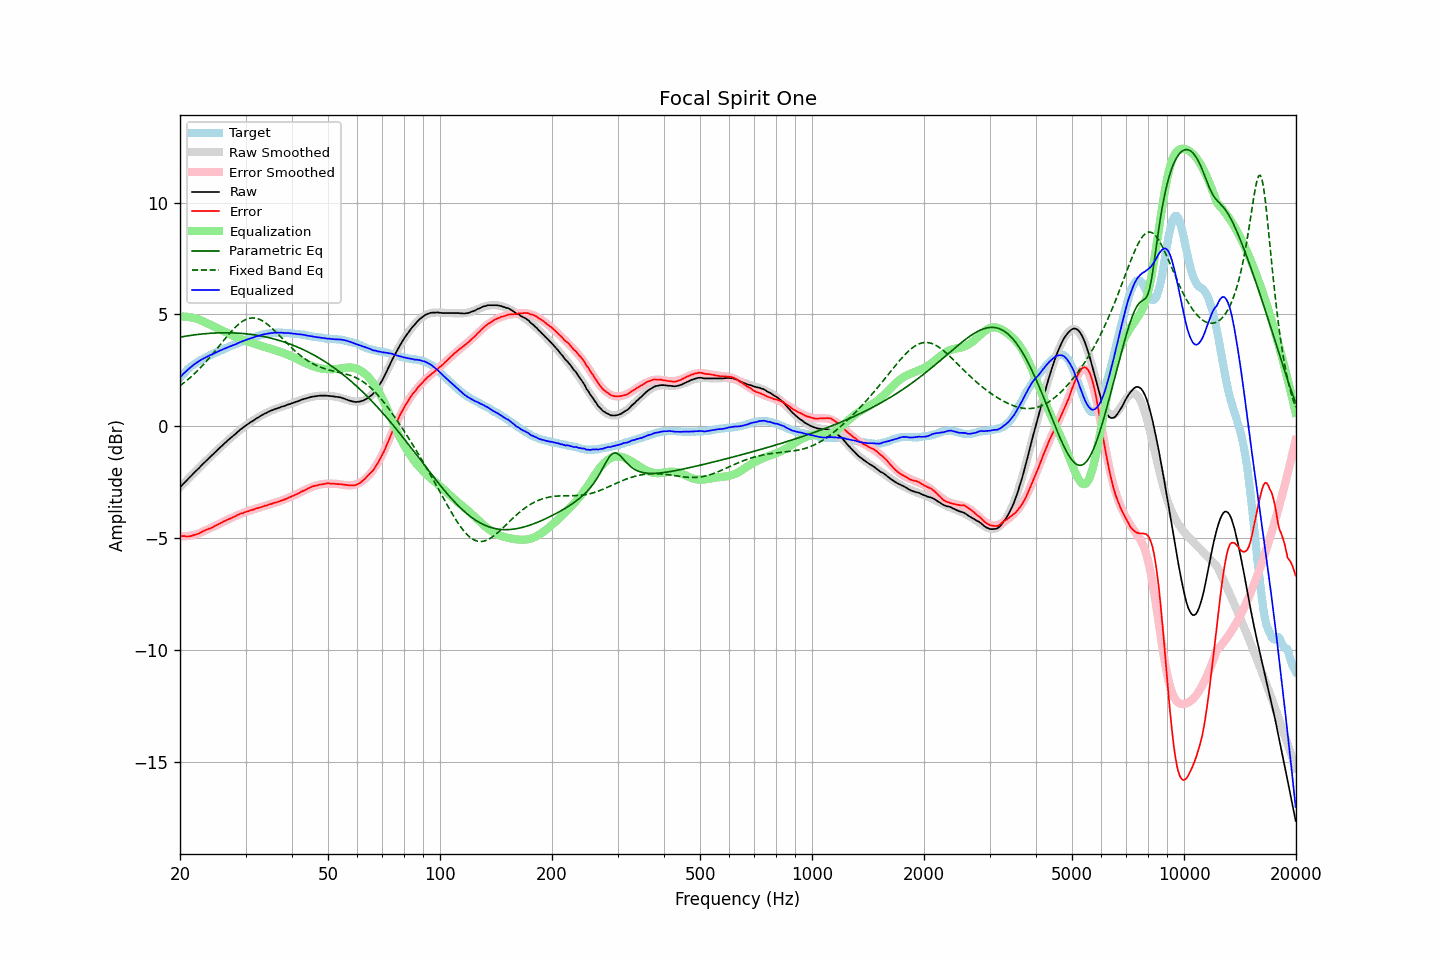 Focal Spirit One
Target
Raw Smoothed
Error Smoothed
Raw
Error
Equalization
Parametric Eq
Fixed Band Eq
Equalized
10
5
0
−5
−10
−15
Amplitude (dBr)
20 50 100 200 500 1000 2000 5000 10000 20000
Frequency (Hz)